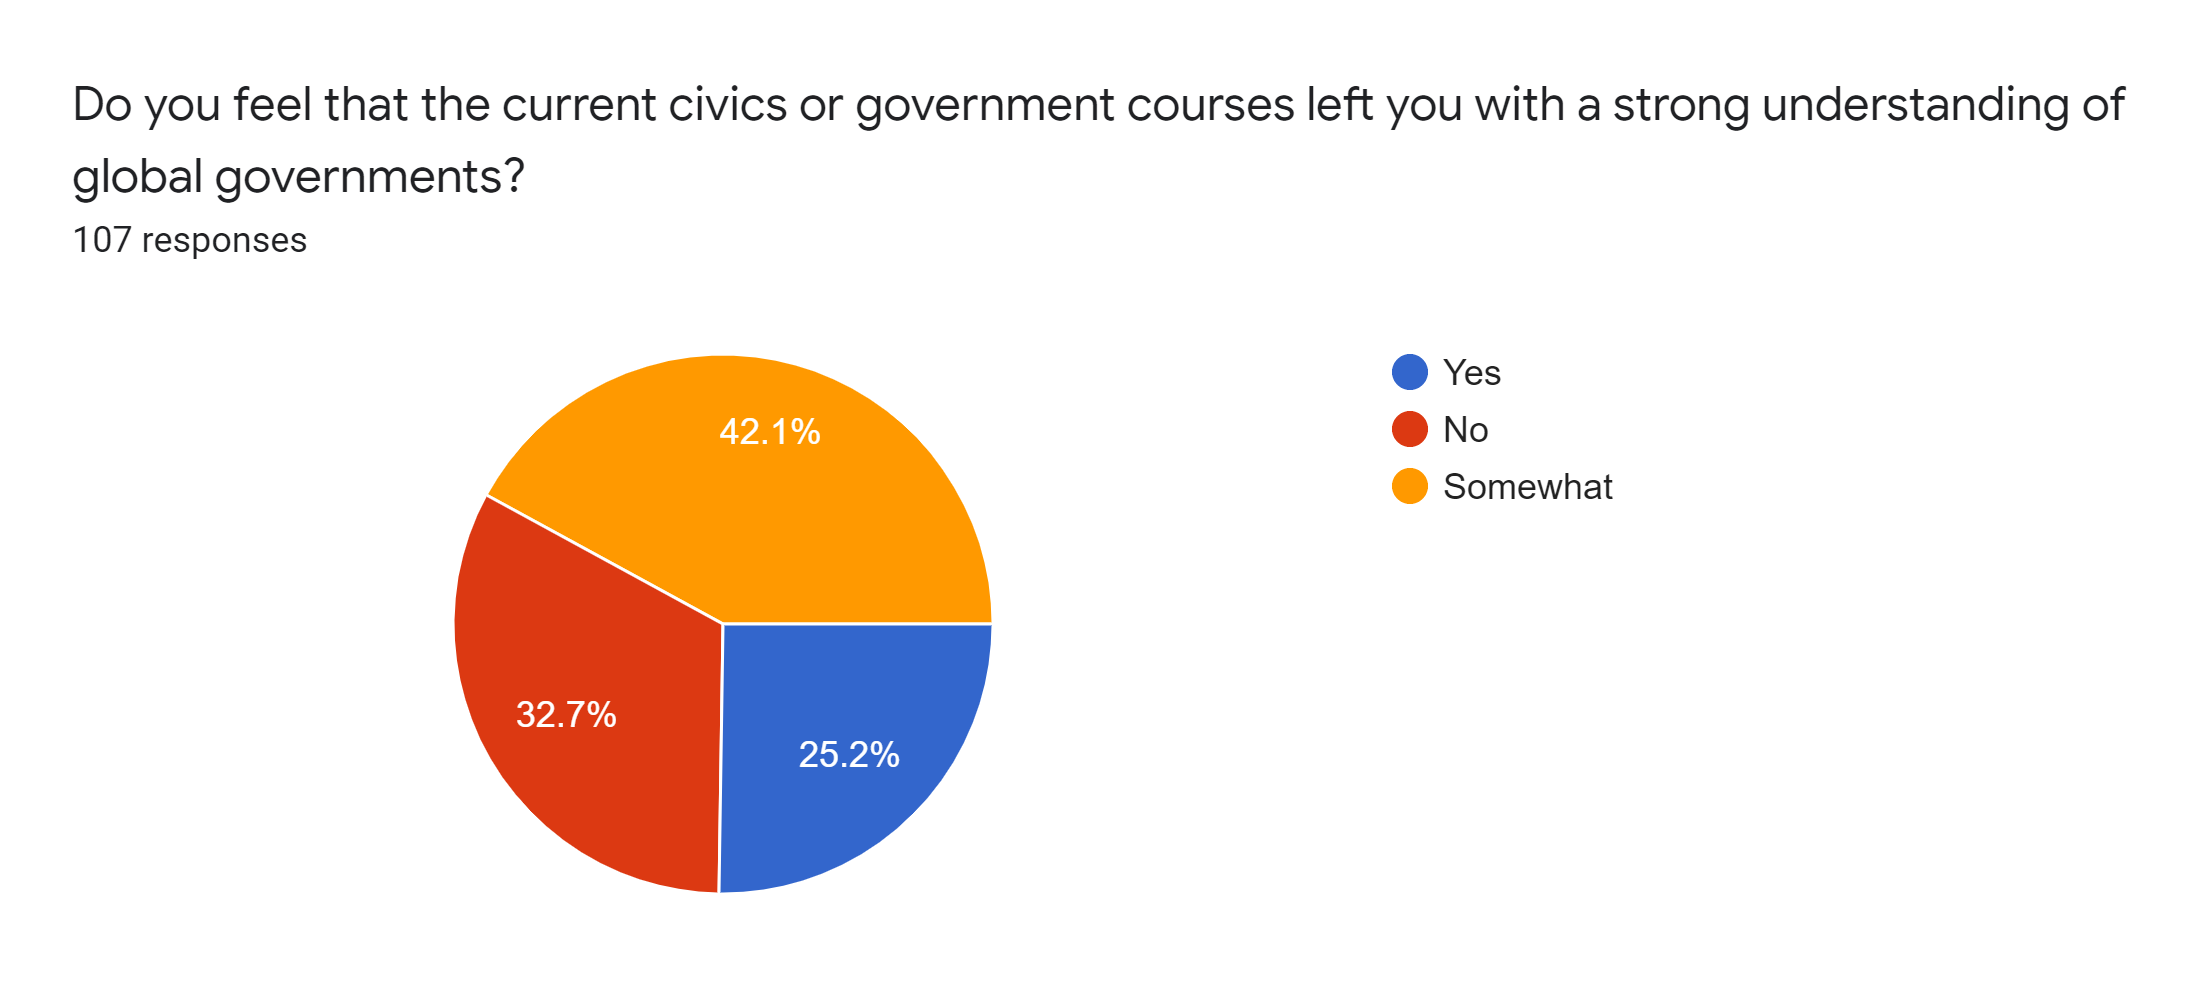 Do you feel that the current civics or government courses left you with a strong understanding of
global governments?
107 responses
42.1%
32.7%
25.2%
Yes
No
Somewhat